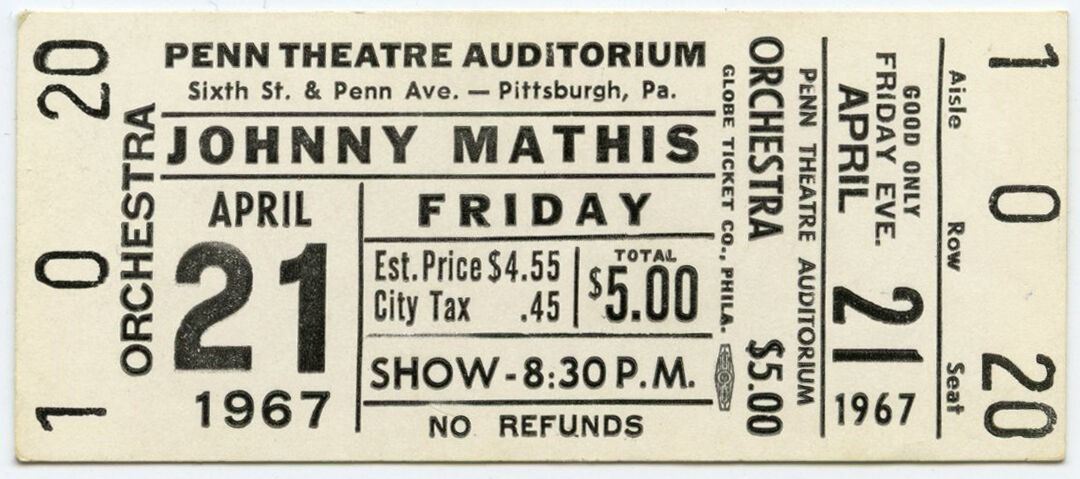 1 O 20
ORCHESTRA
PENN THEATRE AUDITORIUM
Sixth St. & Penn Ave. — Pittsburgh, Pa.
JOHNNY MATHIS
APRIL
21
1967
FRIDAY
Est. Price $4.55
City Tax .45
TOTAL
$5.00
SHOW-8:30 P.M.
NO REFUNDS
GLOBE TICKET CO., PHILA.
ORCHESTRA $5.00
PENN THEATRE AUDITORIUM
GOOD ONLY
FRIDAY EVE.
APRIL
21
1967
Aisle Row Seat
1 O 20